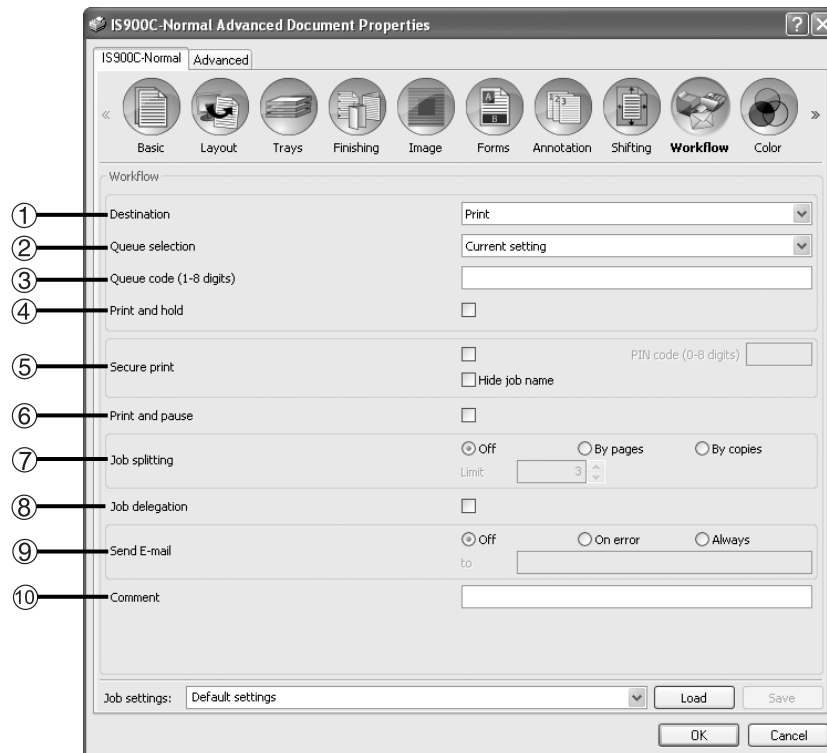 IS900C-Normal Advanced Document Properties
IS900C-Normal Advanced
« Basic Layout Trays Finishing Image Forms Annotation Shifting Workflow Color »
Workflow
① Destination Print
② Queue selection Current setting
③ Queue code (1-8 digits)
④ Print and hold
⑤ Secure print PIN code (0-8 digits)
Hide job name
⑥ Print and pause
⑦ Job splitting Off By pages By copies
Limit 3
⑧ Job delegation
⑨ Send E-mail Off On error Always
to
⑩ Comment
Job settings: Default settings Load Save
OK Cancel